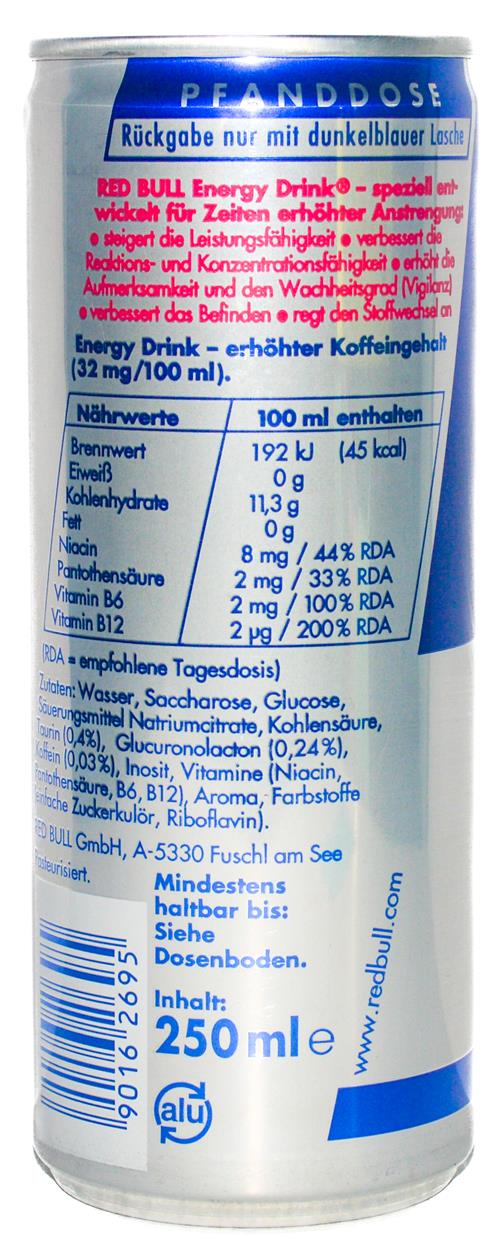 PFANDDOSE
Rückgabe nur mit dunkelblauer Lasche
RED BULL Energy Drink® – speziell ent-
wickelt für Zeiten erhöhter Anstrengung:
● steigert die Leistungsfähigkeit ● verbessert die
Reaktions- und Konzentrationsfähigkeit ● erhöht die
Aufmerksamkeit und den Wachheitsgrad (Vigilanz)
● verbessert das Befinden ● regt den Stoffwechsel an
Energy Drink – erhöhter Koffeingehalt
(32 mg/100 ml).
Nährwerte 100 ml enthalten
Brennwert 192 kJ (45 kcal)
Eiweiß 0 g
Kohlenhydrate 11,3 g
Fett 0 g
Niacin 8 mg / 44% RDA
Pantothensäure 2 mg / 33% RDA
Vitamin B6 2 mg / 100% RDA
Vitamin B12 2 µg / 200% RDA
(RDA = empfohlene Tagesdosis)
Zutaten: Wasser, Saccharose, Glucose,
Säuerungsmittel Natriumcitrate, Kohlensäure,
Taurin (0,4%), Glucuronolacton (0,24%),
Koffein (0,03%), Inosit, Vitamine (Niacin,
Pantothensäure, B6, B12), Aroma, Farbstoffe
(einfache Zuckerkulör, Riboflavin).
RED BULL GmbH, A-5330 Fuschl am See
Pasteurisiert.
Mindestens
haltbar bis:
Siehe
Dosenboden.
Inhalt:
250 ml e
www.redbull.com
90162695
alu